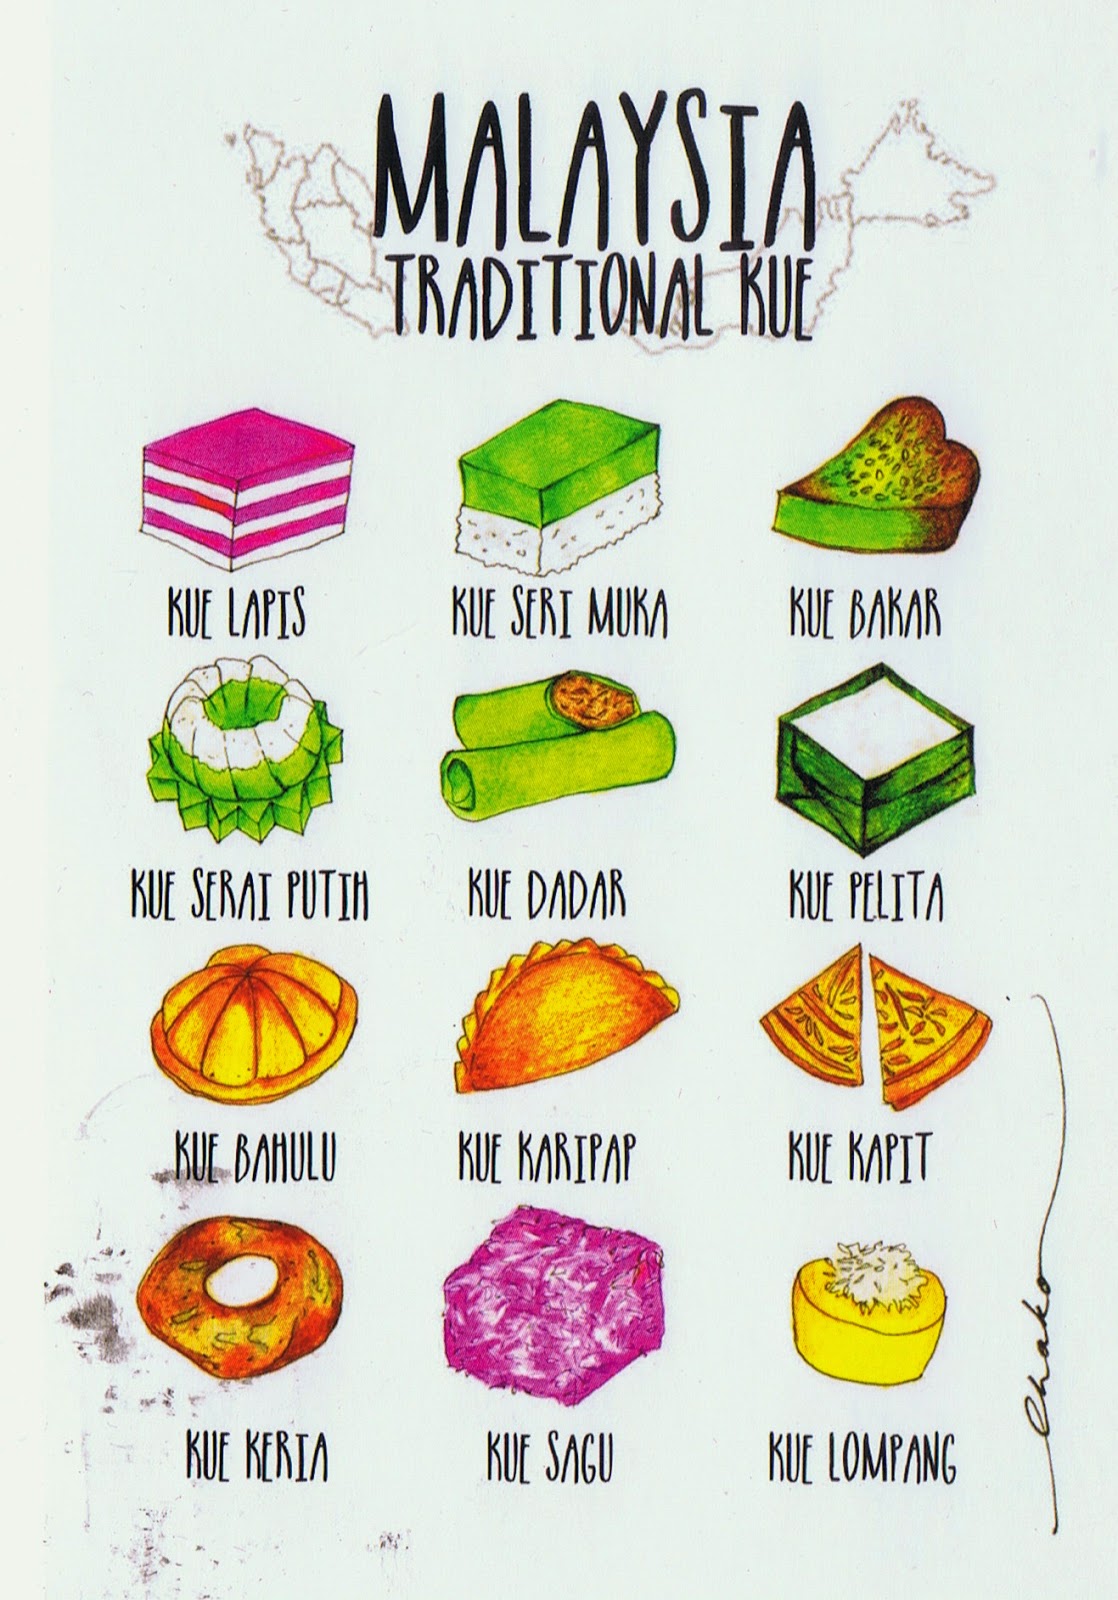 MALAYSIA
TRADITIONAL KUE
KUE LAPIS
KUE SERI MUKA
KUE BAKAR
KUE SERAI PUTIH
KUE DADAR
KUE PELITA
KUE BAHULU
KUE KARIPAP
KUE KAPIT
KUE KERIA
KUE SAGU
KUE LOMPANG
Chako